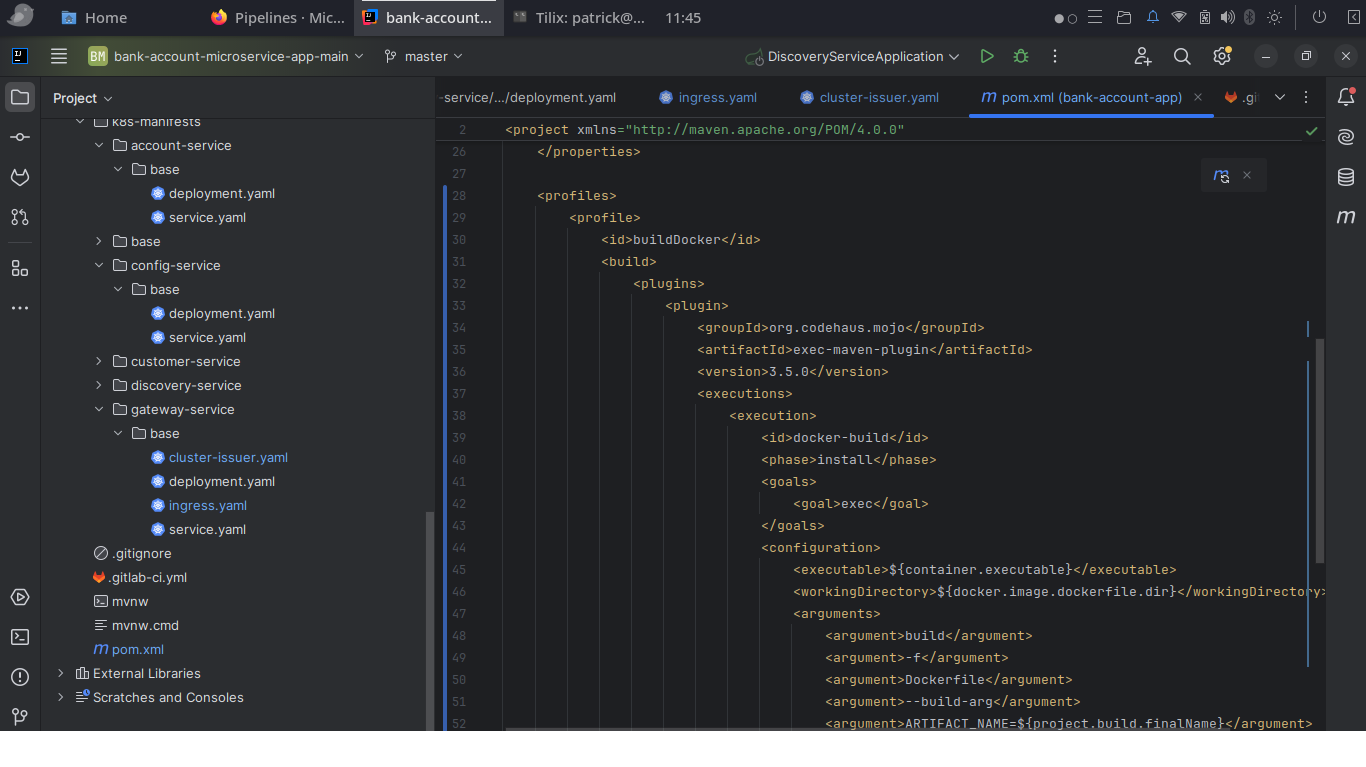 Home
Pipelines · Mic...
bank-account...
Tilix: patrick@...
11:45
BM bank-account-microservice-app-main
master
DiscoveryServiceApplication
Project
-service/.../deployment.yaml
ingress.yaml
cluster-issuer.yaml
pom.xml (bank-account-app)
k8s-manifests
account-service
base
deployment.yaml
service.yaml
base
config-service
base
deployment.yaml
service.yaml
customer-service
discovery-service
gateway-service
base
cluster-issuer.yaml
deployment.yaml
ingress.yaml
service.yaml
.gitignore
.gitlab-ci.yml
mvnw
mvnw.cmd
pom.xml
External Libraries
Scratches and Consoles
2 <project xmlns="http://maven.apache.org/POM/4.0.0"
26 </properties>
27
28 <profiles>
29 <profile>
30 <id>buildDocker</id>
31 <build>
32 <plugins>
33 <plugin>
34 <groupId>org.codehaus.mojo</groupId>
35 <artifactId>exec-maven-plugin</artifactId>
36 <version>3.5.0</version>
37 <executions>
38 <execution>
39 <id>docker-build</id>
40 <phase>install</phase>
41 <goals>
42 <goal>exec</goal>
43 </goals>
44 <configuration>
45 <executable>${container.executable}</executable>
46 <workingDirectory>${docker.image.dockerfile.dir}</workingDirectory>
47 <arguments>
48 <argument>build</argument>
49 <argument>-f</argument>
50 <argument>Dockerfile</argument>
51 <argument>--build-arg</argument>
52 <argument>ARTIFACT_NAME=${project.build.finalName}</argument>